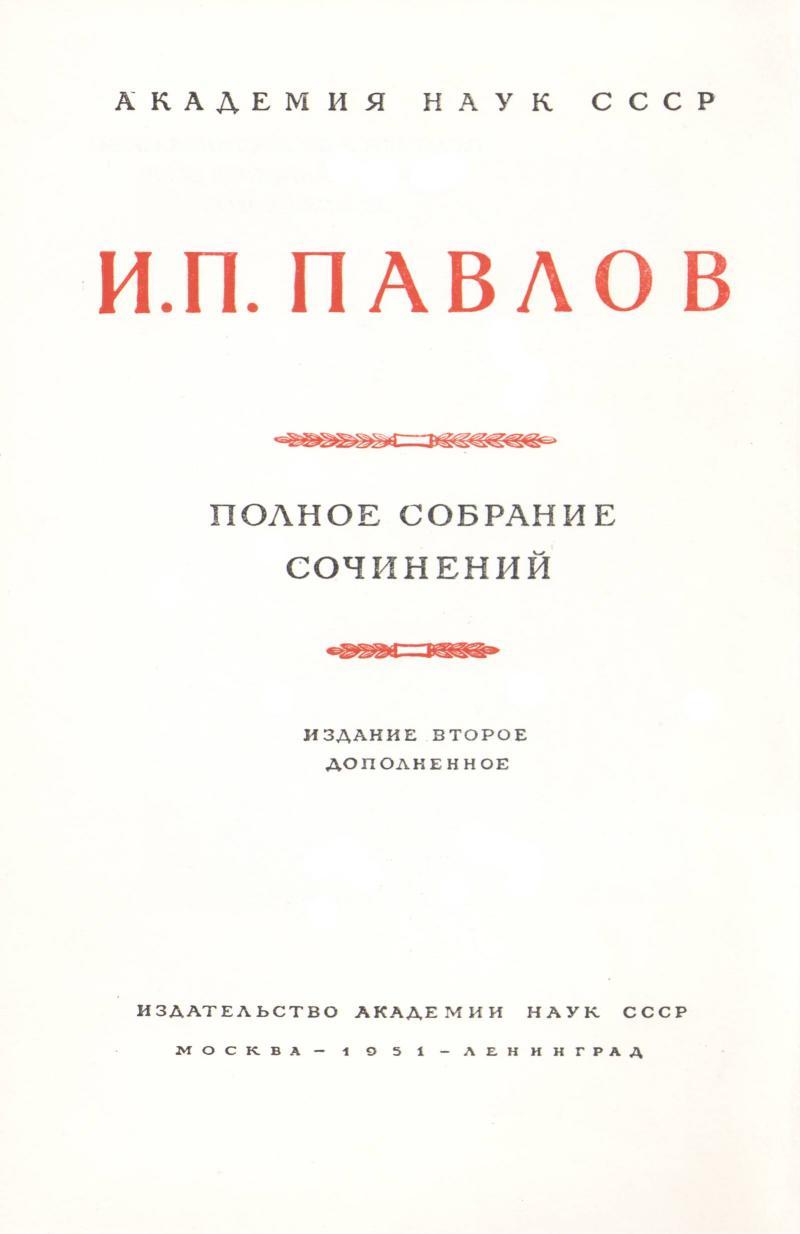 АКАДЕМИЯ НАУК СССР
И.П. ПАВЛОВ
ПОЛНОЕ СОБРАНИЕ
СОЧИНЕНИЙ
ИЗДАНИЕ ВТОРОЕ
ДОПОЛНЕННОЕ
ИЗДАТЕЛЬСТВО АКАДЕМИИ НАУК СССР
МОСКВА – 1951 – ЛЕНИНГРАД